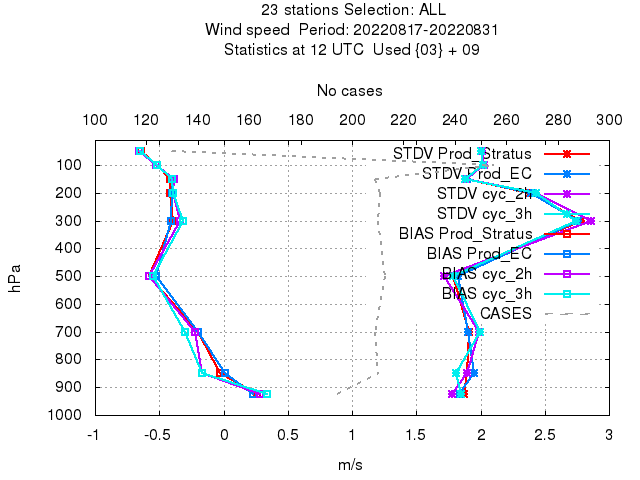 23 stations Selection: ALL
Wind speed  Period: 20220817-20220831
Statistics at 12 UTC  Used {03} + 09
No cases
100 120 140 160 180 200 220 240 260 280 300
STDV Prod_Stratus
STDV Prod_EC
STDV cyc_2h
STDV cyc_3h
BIAS Prod_Stratus
BIAS Prod_EC
BIAS cyc_2h
BIAS cyc_3h
CASES
100
200
300
400
500
600
700
800
900
1000
hPa
-1 -0.5 0 0.5 1 1.5 2 2.5 3
m/s